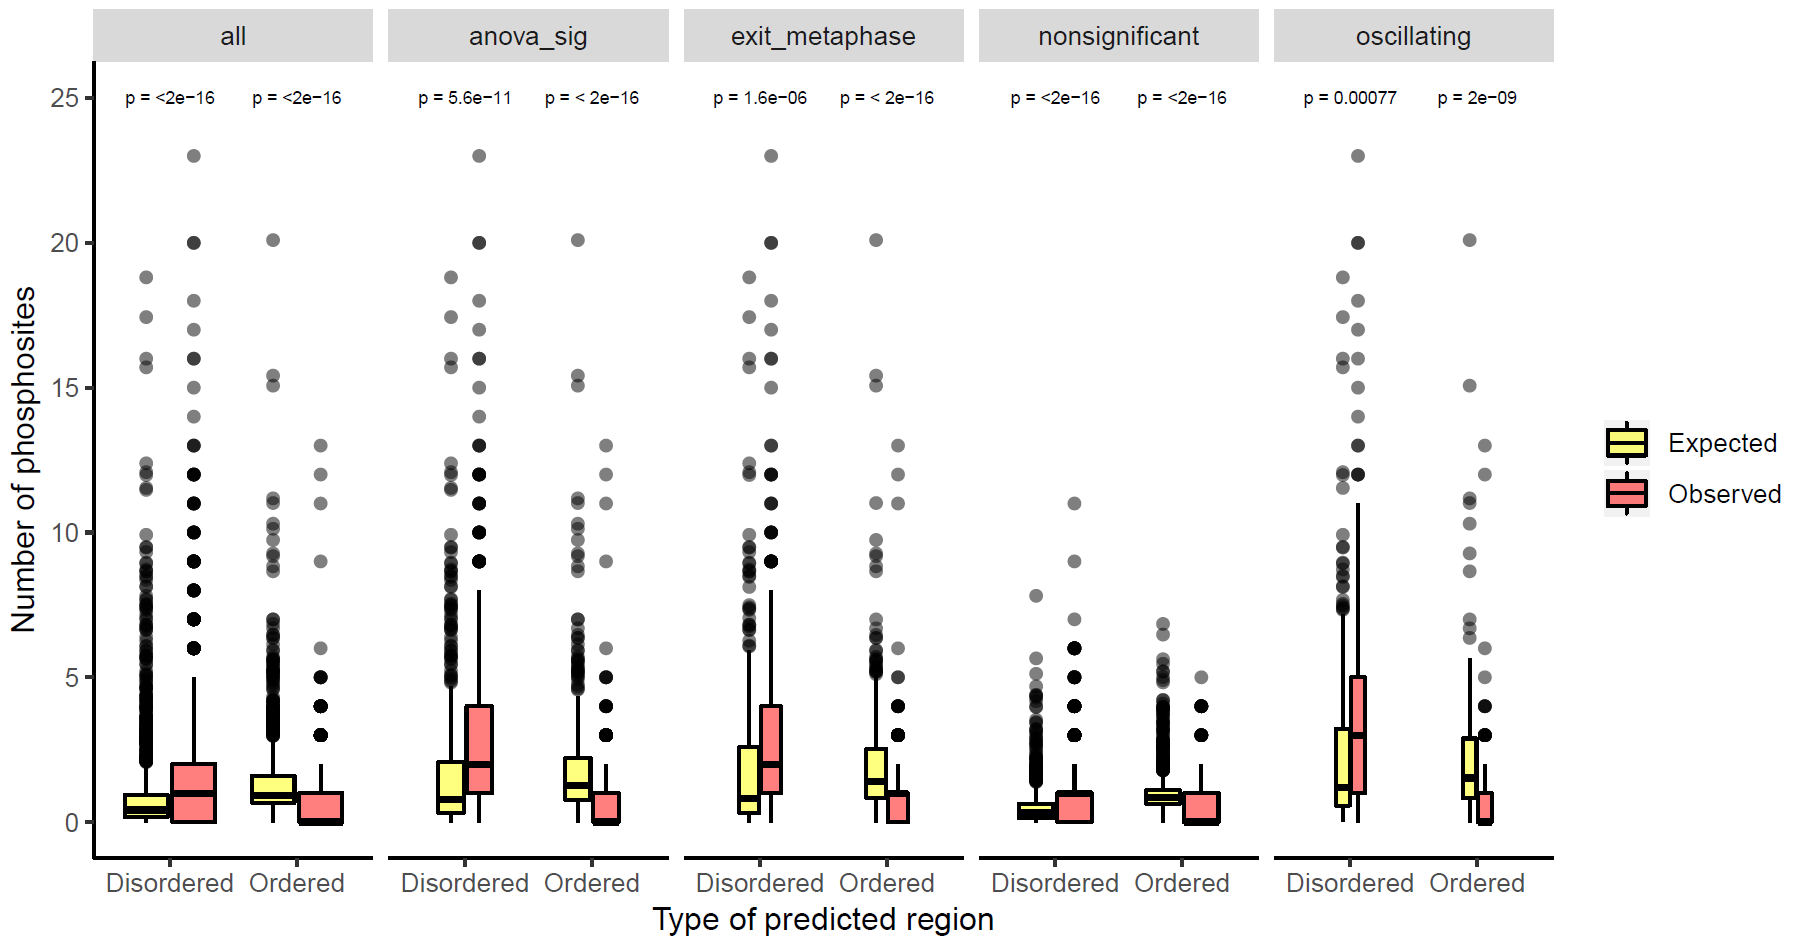 all anova_sig exit_metaphase nonsignificant oscillating
p = <2e−16 p = <2e−16 p = 5.6e−11 p = < 2e−16 p = 1.6e−06 p = < 2e−16 p = <2e−16 p = <2e−16 p = 0.00077 p = 2e−09
25
20
15
10
5
0
Number of phosphosites
Expected
Observed
Disordered Ordered Disordered Ordered Disordered Ordered Disordered Ordered Disordered Ordered
Type of predicted region